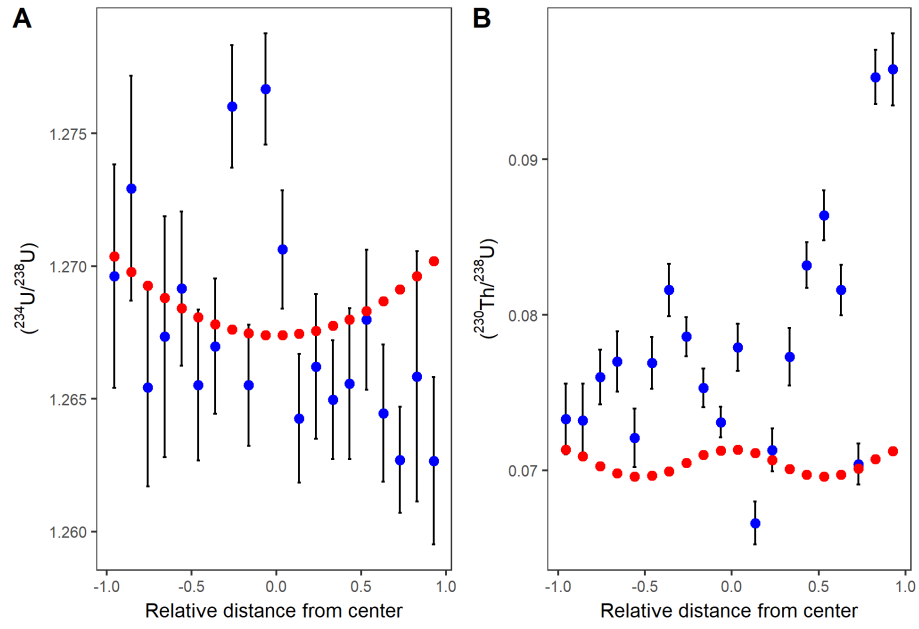 A
B
(²³⁴U/²³⁸U)
1.275
1.270
1.265
1.260
-1.0 -0.5 0.0 0.5 1.0
Relative distance from center
(²³⁰Th/²³⁸U)
0.09
0.08
0.07
-1.0 -0.5 0.0 0.5 1.0
Relative distance from center